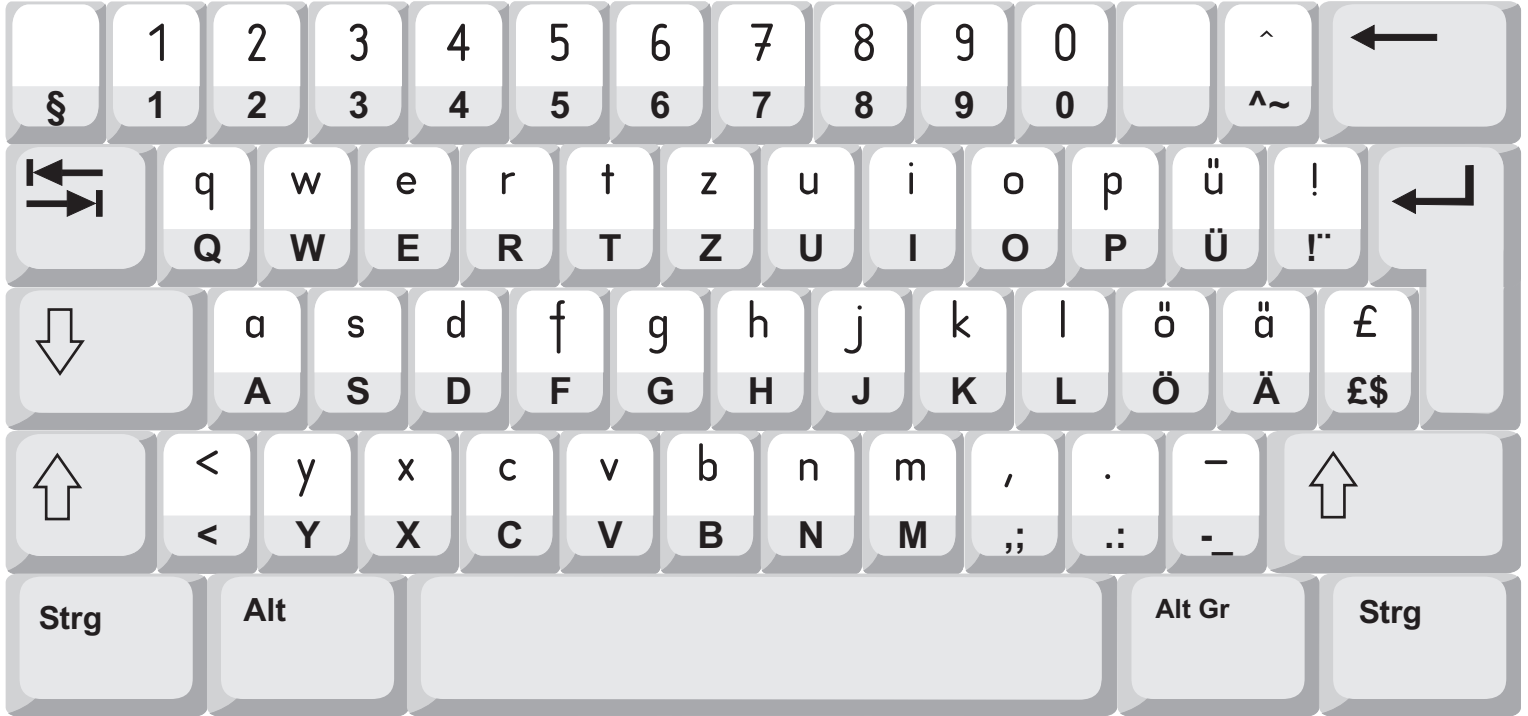 1 2 3 4 5 6 7 8 9 0 ^
§ 1 2 3 4 5 6 7 8 9 0 ^~
q w e r t z u i o p ü !
Q W E R T Z U I O P Ü !¨
a s d f g h j k l ö ä £
A S D F G H J K L Ö Ä £$
< y x c v b n m , . –
< Y X C V B N M ,; .: -_
Strg Alt Alt Gr Strg